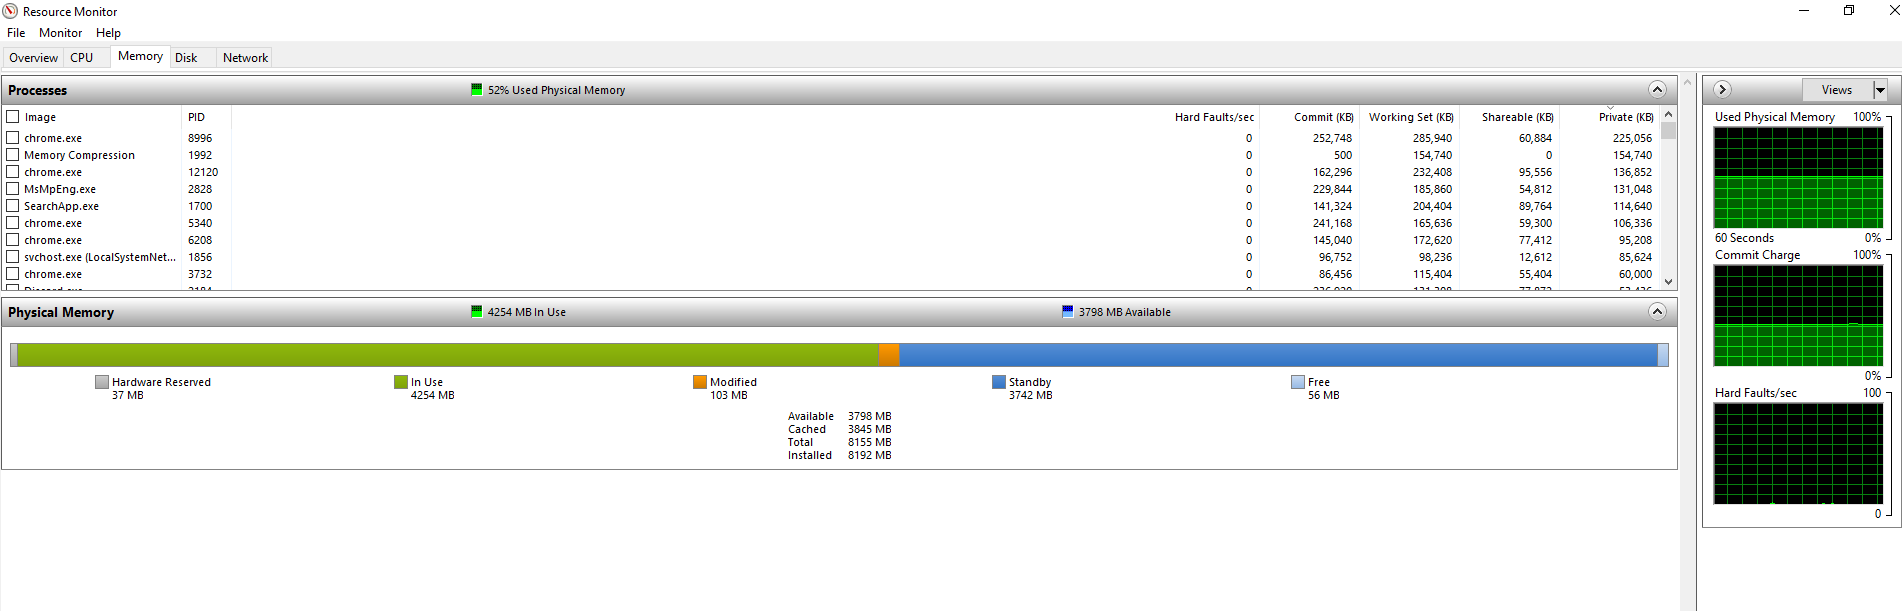 Resource Monitor
File Monitor Help
Overview CPU Memory Disk Network
Processes 52% Used Physical Memory
Image PID Hard Faults/sec Commit (KB) Working Set (KB) Shareable (KB) Private (KB)
chrome.exe 8996 0 252,748 285,940 60,884 225,056
Memory Compression 1992 0 500 154,740 0 154,740
chrome.exe 12120 0 162,296 232,408 95,556 136,852
MsMpEng.exe 2828 0 229,844 185,860 54,812 131,048
SearchApp.exe 1700 0 141,324 204,404 89,764 114,640
chrome.exe 5340 0 241,168 165,636 59,300 106,336
chrome.exe 6208 0 145,040 172,620 77,412 95,208
svchost.exe (LocalSystemNet... 1856 0 96,752 98,236 12,612 85,624
chrome.exe 3732 0 86,456 115,404 55,404 60,000
Physical Memory 4254 MB In Use 3798 MB Available
Hardware Reserved In Use Modified Standby Free
37 MB 4254 MB 103 MB 3742 MB 56 MB
Available 3798 MB
Cached 3845 MB
Total 8155 MB
Installed 8192 MB
Views
Used Physical Memory 100%
60 Seconds 0%
Commit Charge 100%
0%
Hard Faults/sec 100
0